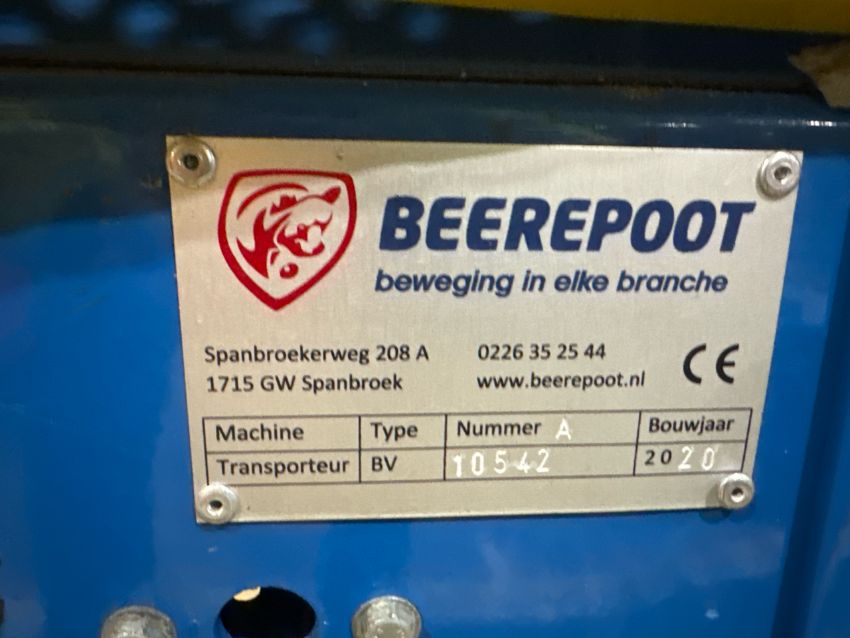 BEEREPOOT
beweging in elke branche
Spanbroekerweg 208 A 0226 35 25 44
1715 GW Spanbroek www.beerepoot.nl
CE
Machine Type Nummer A Bouwjaar
Transporteur BV 10542 2020